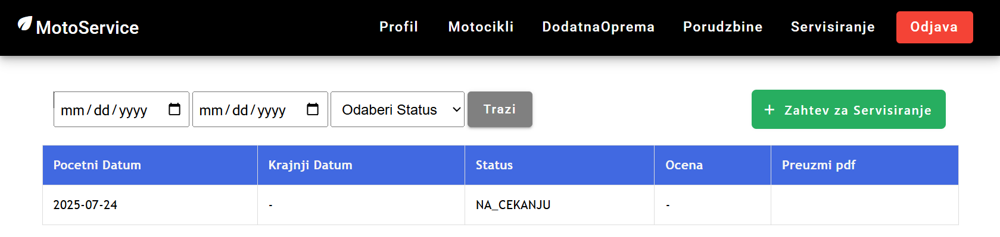 MotoService Profil Motocikli DodatnaOprema Porudzbine Servisiranje Odjava
mm/dd/yyyy mm/dd/yyyy Odaberi Status Trazi + Zahtev za Servisiranje
Pocetni Datum Krajnji Datum Status Ocena Preuzmi pdf
2025-07-24 - NA_CEKANJU -